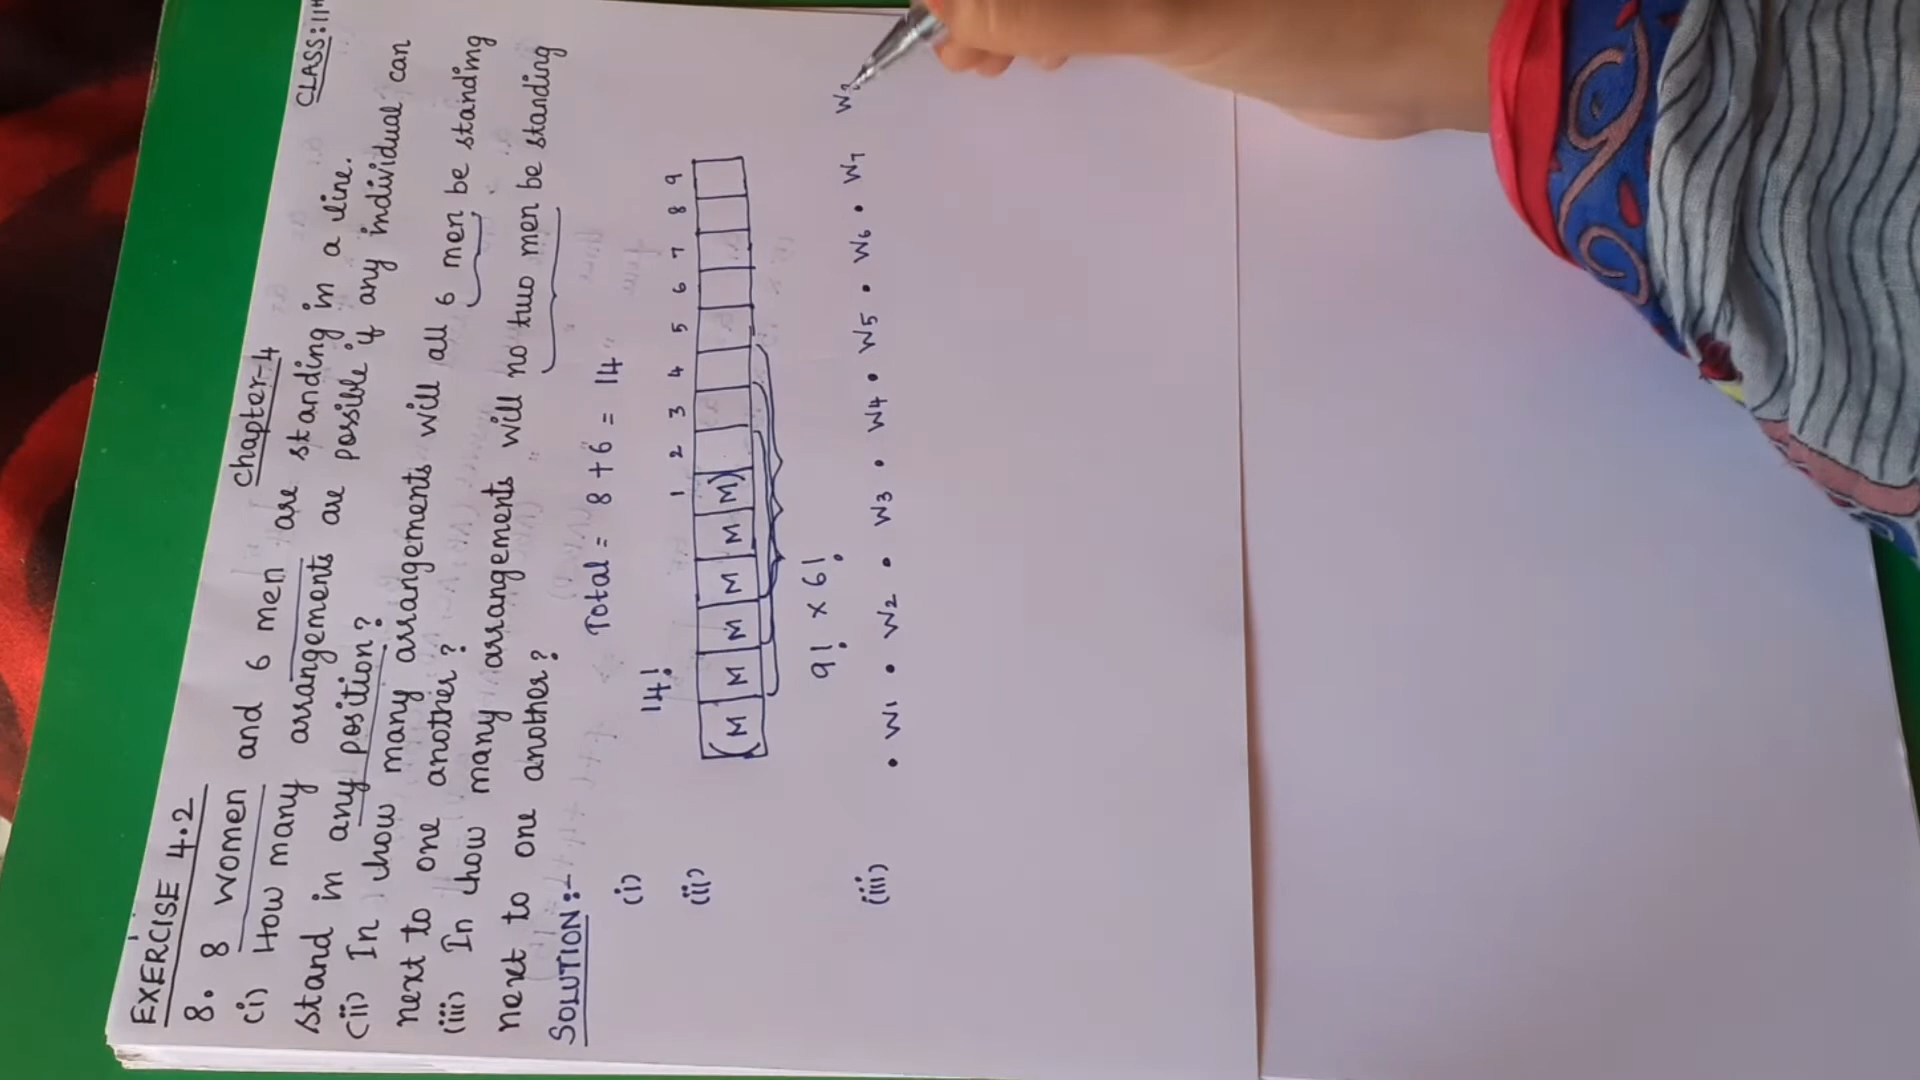 EXERCISE 4.2
Chapter-4
CLASS:11th
8. 8 women and 6 men are standing in a line.
(i) How many arrangements are possible if any individual can
stand in any position?
(ii) In how many arrangements will all 6 men be standing
next to one another?
(iii) In how many arrangements will no two men be standing
next to one another?
SOLUTION:- Total = 8 + 6 = 14
(i) 14!
1 2 3 4 5 6 7 8 9
(ii) (M M M M M M)
9! × 6!
(iii) • W1 • W2 • W3 • W4 • W5 • W6 • W7